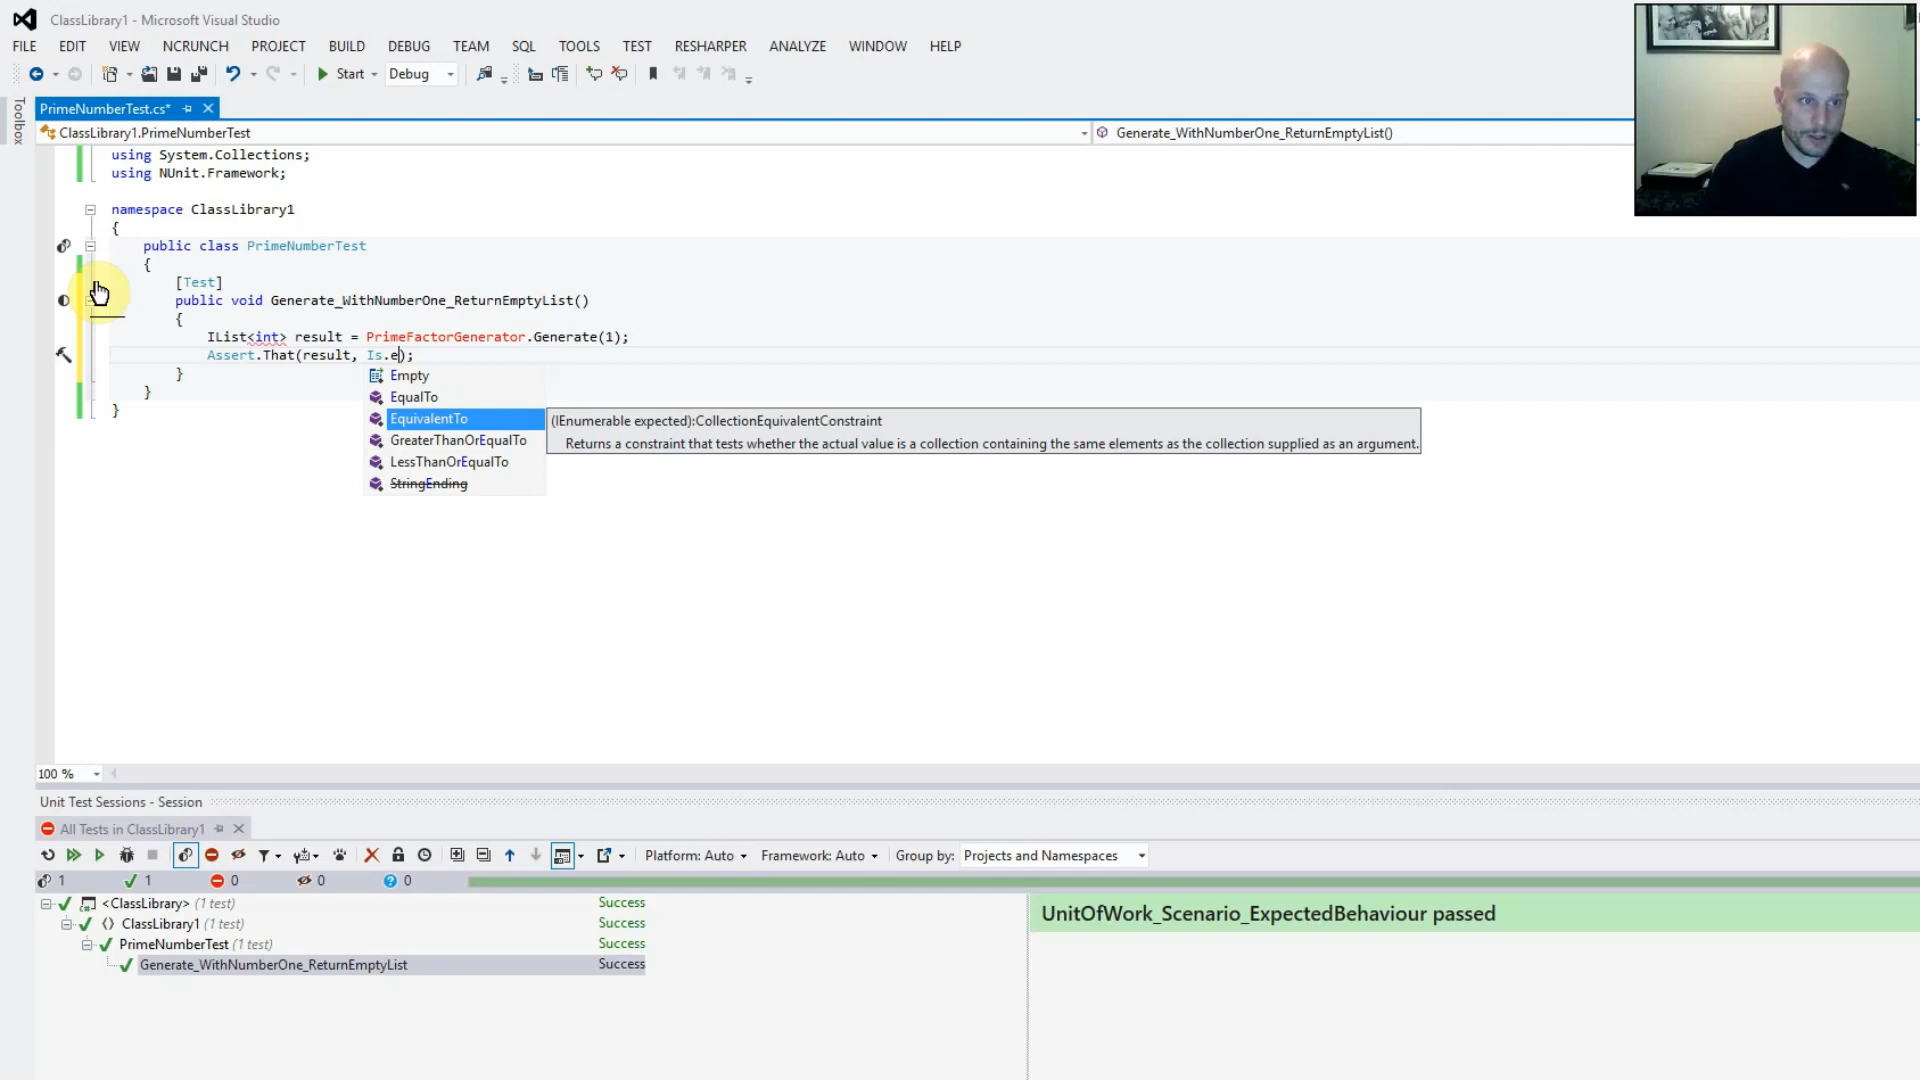 ClassLibrary1 - Microsoft Visual Studio
FILE EDIT VIEW NCRUNCH PROJECT BUILD DEBUG TEAM SQL TOOLS TEST RESHARPER ANALYZE WINDOW HELP
Start Debug
Toolbox
PrimeNumberTest.cs*
ClassLibrary1.PrimeNumberTest Generate_WithNumberOne_ReturnEmptyList()
using System.Collections;
using NUnit.Framework;
namespace ClassLibrary1
{
public class PrimeNumberTest
{
[Test]
public void Generate_WithNumberOne_ReturnEmptyList()
{
IList<int> result = PrimeFactorGenerator.Generate(1);
Assert.That(result, Is.e);
}
}
}
Empty
EqualTo
EquivalentTo
GreaterThanOrEqualTo
LessThanOrEqualTo
StringEnding
(IEnumerable expected):CollectionEquivalentConstraint
Returns a constraint that tests whether the actual value is a collection containing the same elements as the collection supplied as an argument.
100 %
Unit Test Sessions - Session
All Tests in ClassLibrary1
Platform: Auto Framework: Auto Group by: Projects and Namespaces
1 1 0 0 0
<ClassLibrary> (1 test) Success
ClassLibrary1 (1 test) Success
PrimeNumberTest (1 test) Success
Generate_WithNumberOne_ReturnEmptyList Success
UnitOfWork_Scenario_ExpectedBehaviour passed